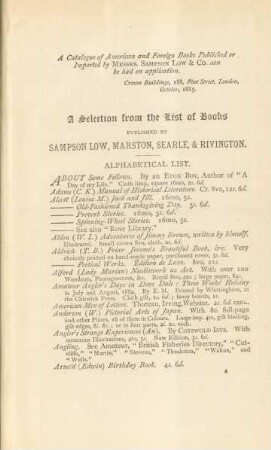 A Catalogue of American and Foreign Books Published or
Imported by MESSRS. SAMPSON LOW & CO. can
be had on application.
Crown Buildings, 188, Fleet Street, London,
October, 1885.
A Selection from the List of Books
PUBLISHED BY
SAMPSON LOW, MARSTON, SEARLE, & RIVINGTON.
ALPHABETICAL LIST.
ABOUT Some Fellows. By an ETON BOY, Author of "A
Day of my Life." Cloth limp, square 16mo, 2s. 6d.
Adams (C. K.) Manual of Historical Literature. Cr. 8vo, 12s. 6d.
Alcott (Louisa M.) Jack and Jill. 16mo, 5s.
—— Old-Fashioned Thanksgiving Day. 3s. 6d.
—— Proverb Stories. 16mo, 3s. 6d.
—— Spinning-Wheel Stories. 16mo, 5s.
—— See also "Rose Library."
Alden (W. L.) Adventures of Jimmy Brown, written by himself.
Illustrated. Small crown 8vo, cloth, 2s. 6d.
Aldrich (T. B.) Friar Jerome's Beautiful Book, &c. Very
choicely printed on hand-made paper, parchment cover, 3s. 6d.
—— Poetical Works. Edition de Luxe. 8vo, 21s.
Alford (Lady Marian) Needlework as Art. With over 100
Woodcuts, Photogravures, &c. Royal 8vo, 42s.; large paper, 84s.
Amateur Angler's Days in Dove Dale: Three Weeks' Holiday
in July and August, 1884. By E. M. Printed by Whittingham, at
the Chiswick Press. Cloth gilt, 1s. 6d.; fancy boards, 1s.
American Men of Letters. Thoreau, Irving, Webster. 2s. 6d. each.
Anderson (W.) Pictorial Arts of Japan. With 80 full-page
and other Plates, 16 of them in Colours. Large imp. 4to, gilt binding,
gilt edges, 8l. 8s.; or in four parts, 2l. 2s. each.
Angler's Strange Experiences (An). By COTSWOLD ISYS. With
numerous Illustrations, 4to, 5s. New Edition, 3s. 6d.
Angling. See Amateur, "British Fisheries Directory," "Cut-
cliffe," "Martin," "Stevens," "Theakston," "Walton," and
"Wells."
Arnold (Edwin) Birthday Book. 4s. 6d.
A